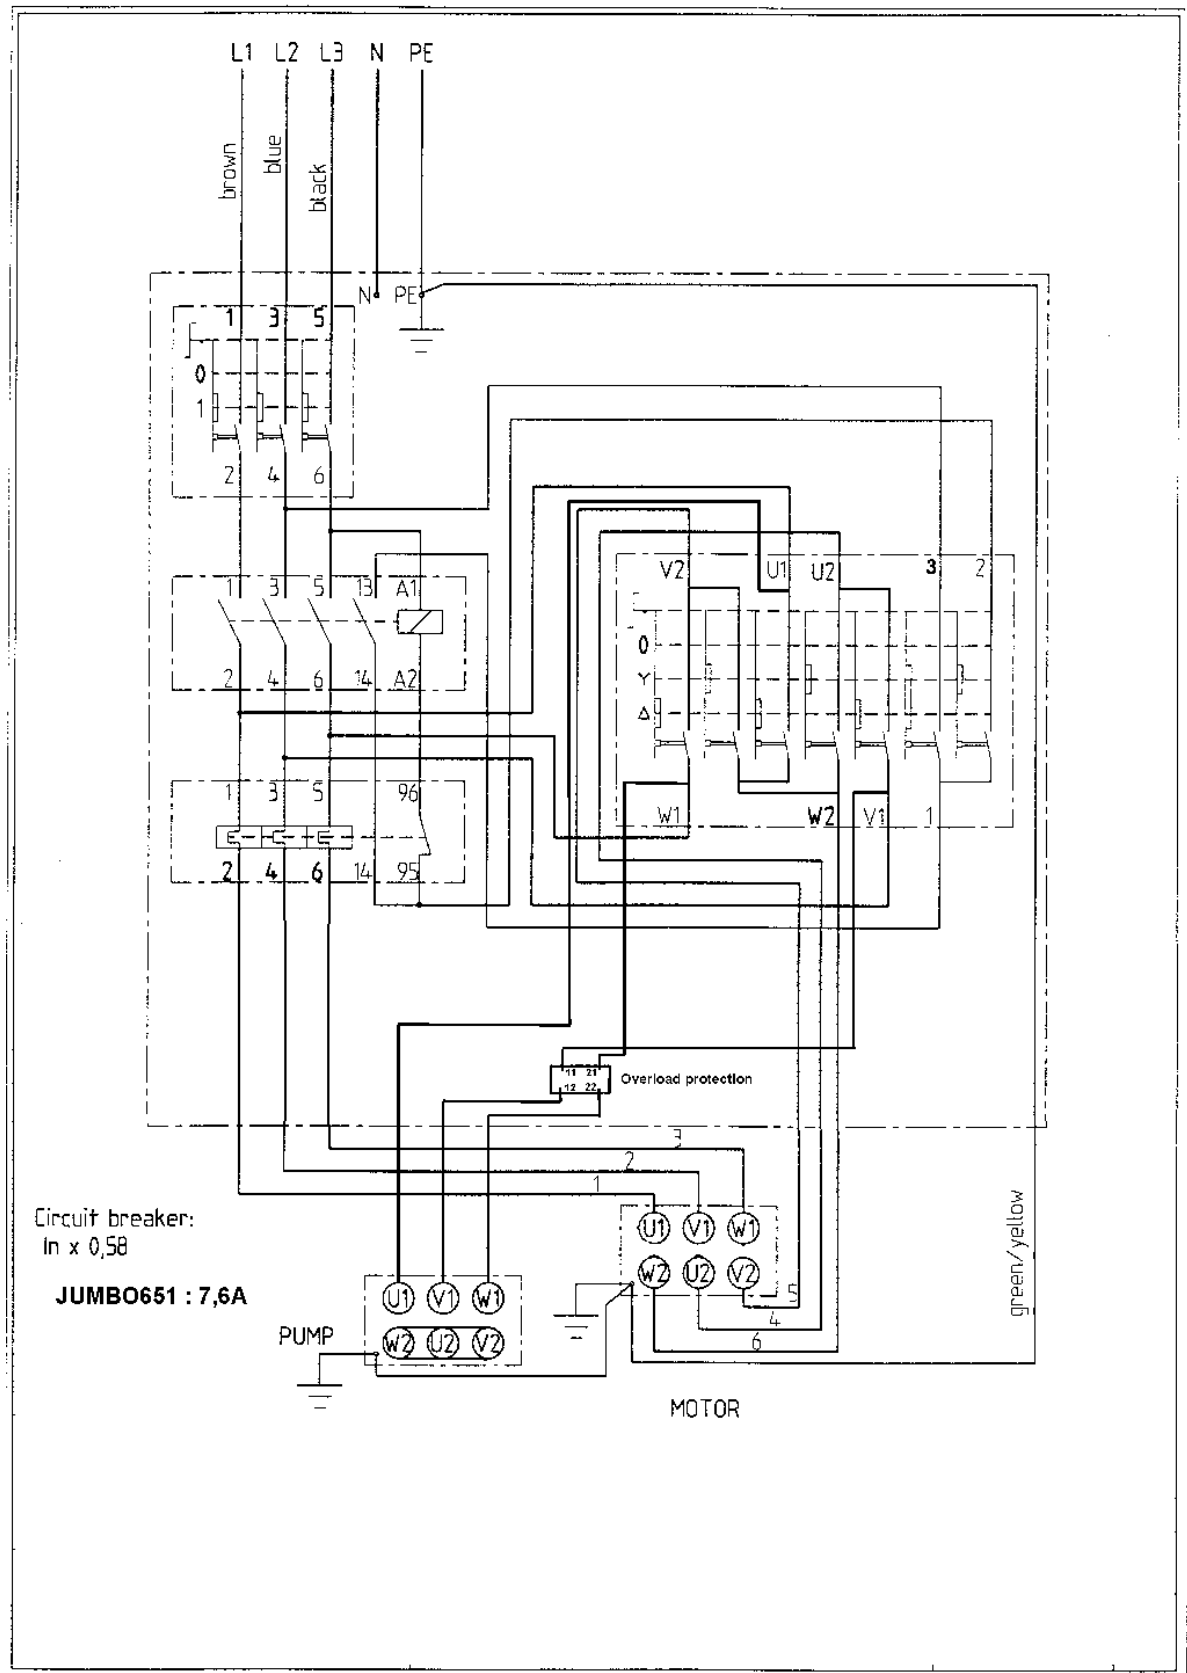 L1 L2 L3 N PE
brown
blue
black
N PE
1 3 5
0
1
2 4 6
V2 U1 U2 3 2
1 3 5 13 A1
0
Y
Δ
2 4 6 14 A2
1 3 5 96
W1 W2 V1 1
2 4 6 14 95
11 21
12 22
Overload protection
3
2
1
green/yellow
Circuit breaker:
In x 0,58
JUMBO651 : 7,6A
U1 V1 W1
W2 U2 V2
5
4
6
U1 V1 W1
W2 U2 V2
PUMP
MOTOR